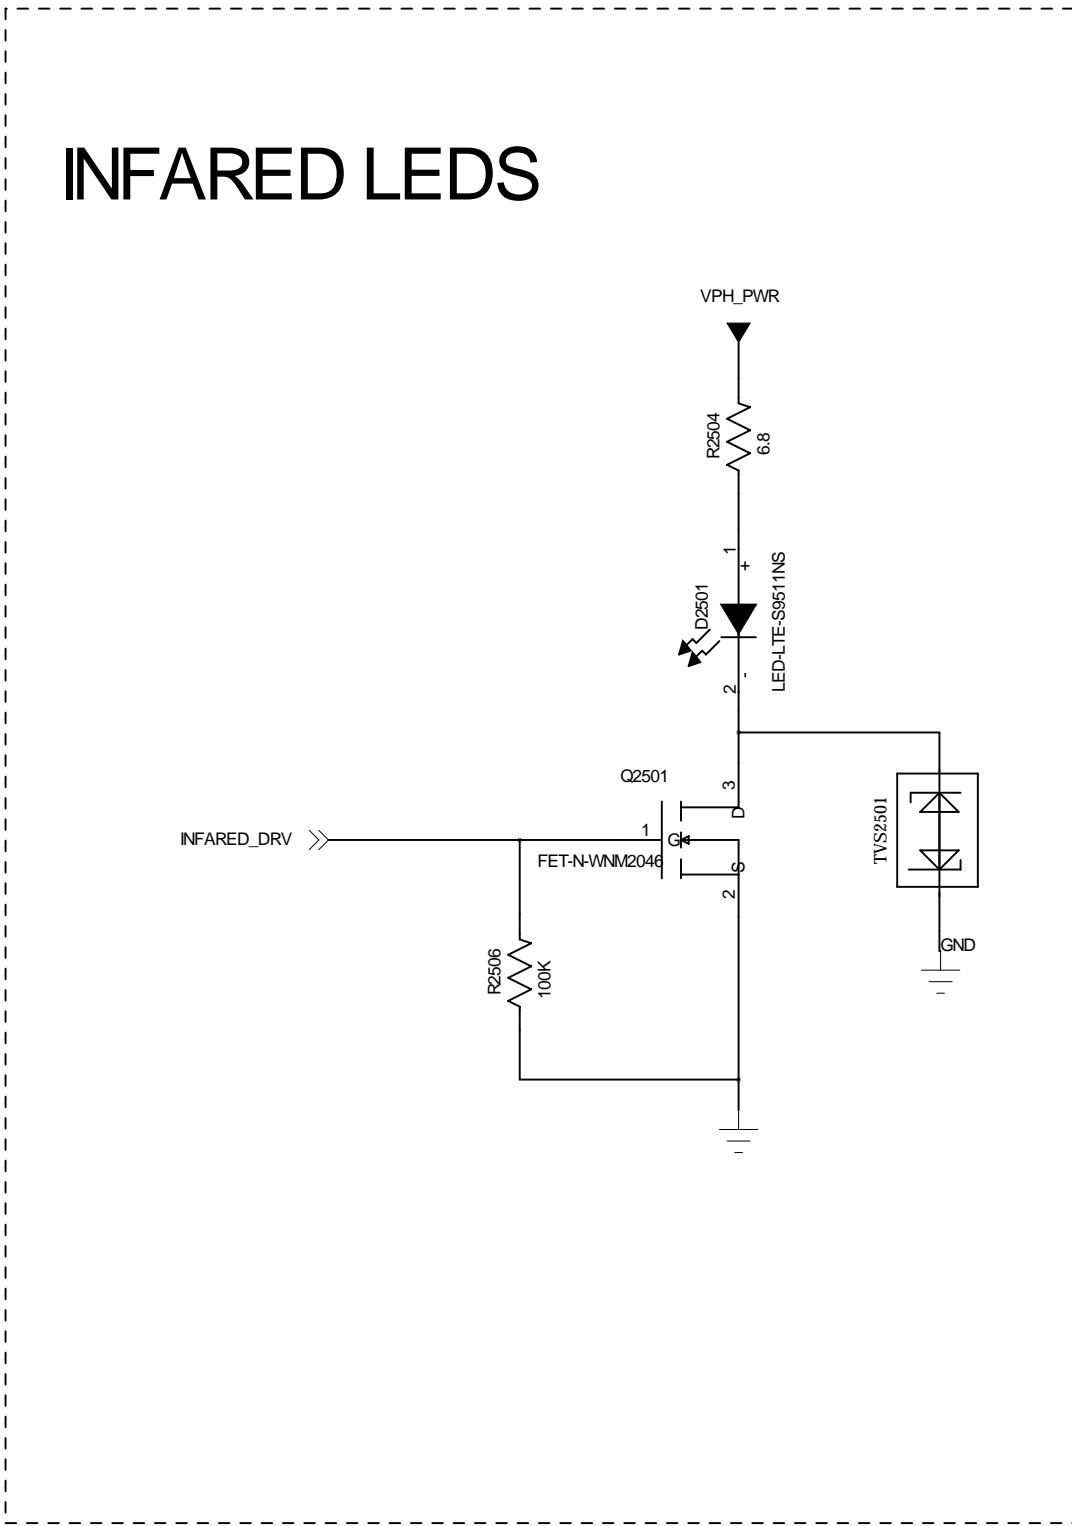 INFARED LEDS
VPH_PWR
R2504
6.8
1
+
D2501
LED-LTE-S9511NS
2
-
Q2501
3
D
INFARED_DRV
1
G
FET-N-WNM2046
S
2
TVS2501
GND
R2506
100K